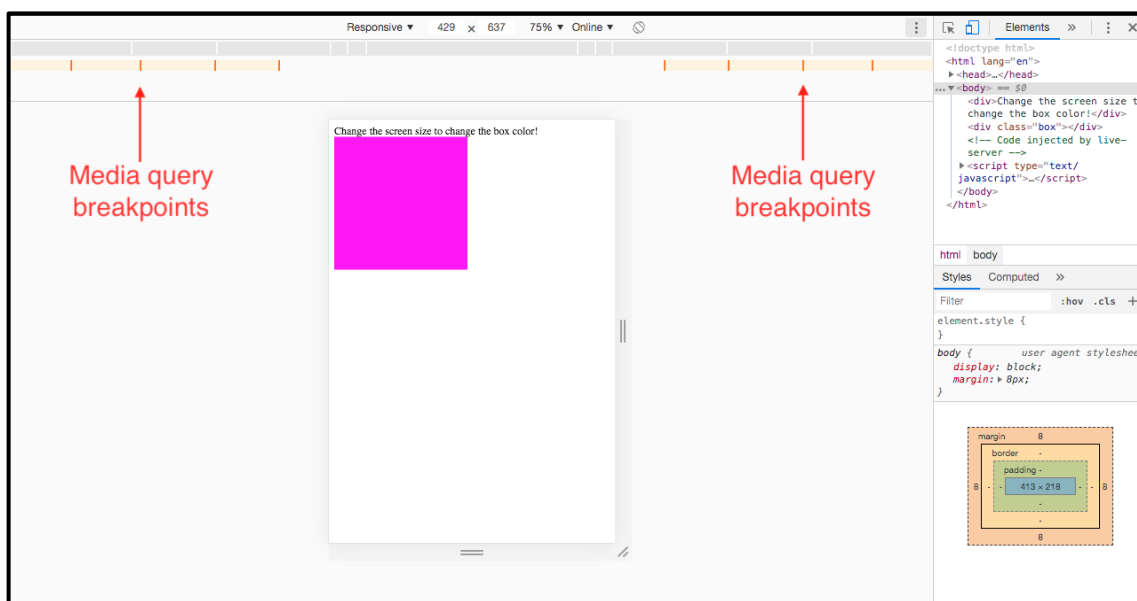 Responsive ▼ 429 × 637 75% ▼ Online ▼
Elements »
<!doctype html>
<html lang="en">
▶<head>…</head>
… ▼<body> == $0
<div>Change the screen size t
change the box color!</div>
<div class="box"></div>
<!-- Code injected by live-
server -->
▶<script type="text/
javascript">…</script>
</body>
</html>
Change the screen size to change the box color!
Media query
breakpoints
Media query
breakpoints
html body
Styles Computed »
Filter :hov .cls +
element.style {
}
body { user agent styleshee
display: block;
margin: ▶ 8px;
}
margin 8
border -
padding -
8 - - 413 × 218 - - 8
-
-
8